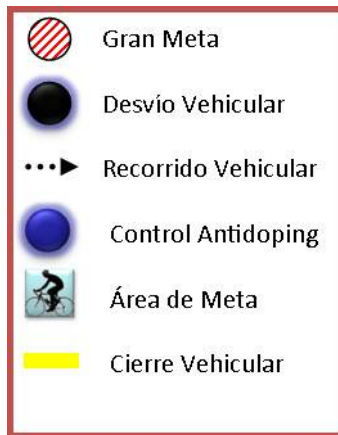 Gran Meta
Desvío Vehicular
Recorrido Vehicular
Control Antidoping
Área de Meta
Cierre Vehicular